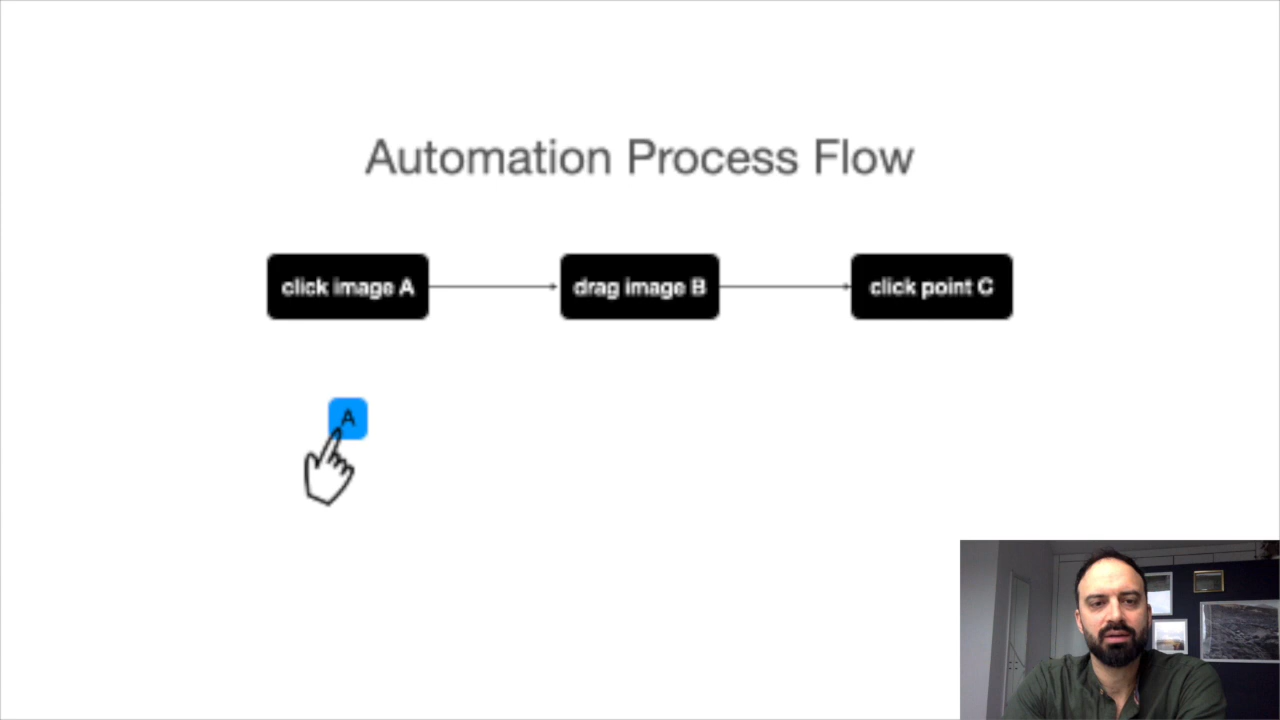 Automation Process Flow
click image A
drag image B
click point C
A